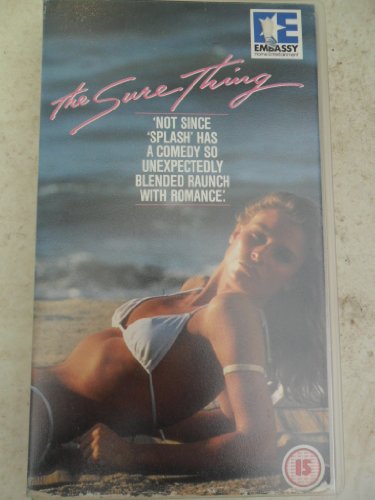 EMBASSY
Home Entertainment
The Sure Thing
'NOT SINCE
'SPLASH' HAS
A COMEDY SO
UNEXPECTEDLY
BLENDED RAUNCH
WITH ROMANCE'.
15